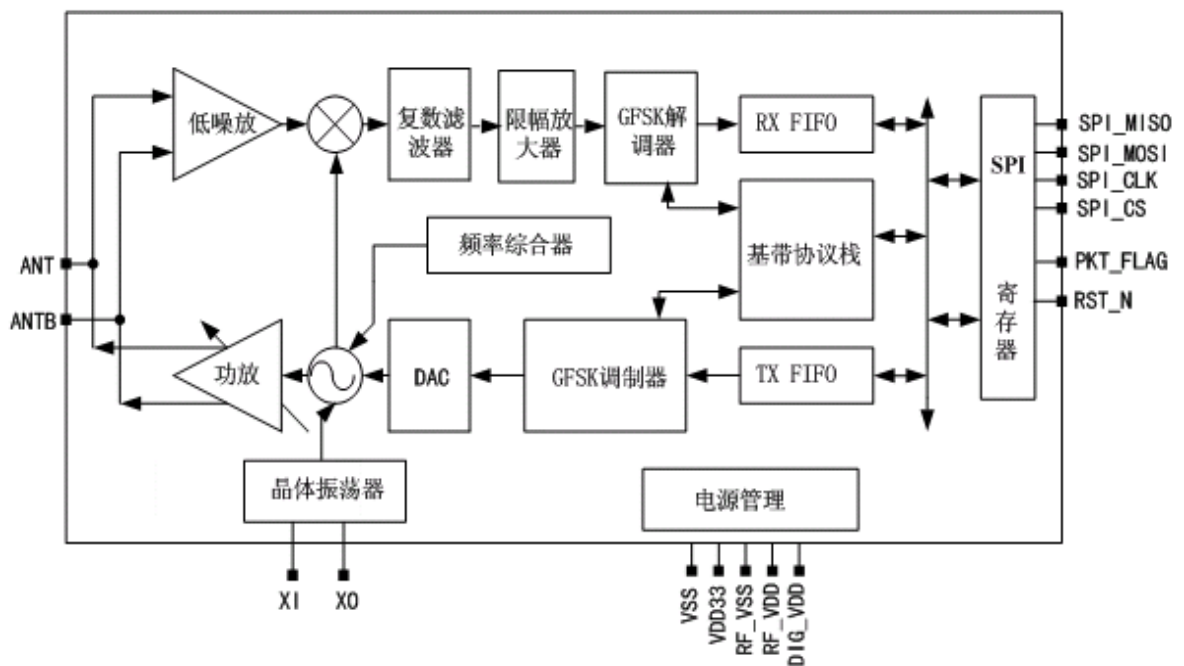 低噪放
复数滤
波器
限幅放
大器
GFSK解
调器
RX FIFO
SPI
寄
存
器
SPI_MISO
SPI_MOSI
SPI_CLK
SPI_CS
PKT_FLAG
RST_N
频率综合器
基带协议栈
ANT
ANTB
功放
DAC
GFSK调制器
TX FIFO
晶体振荡器
电源管理
XI
XO
VSS
VDD33
RF_VSS
RF_VDD
DIG_VDD